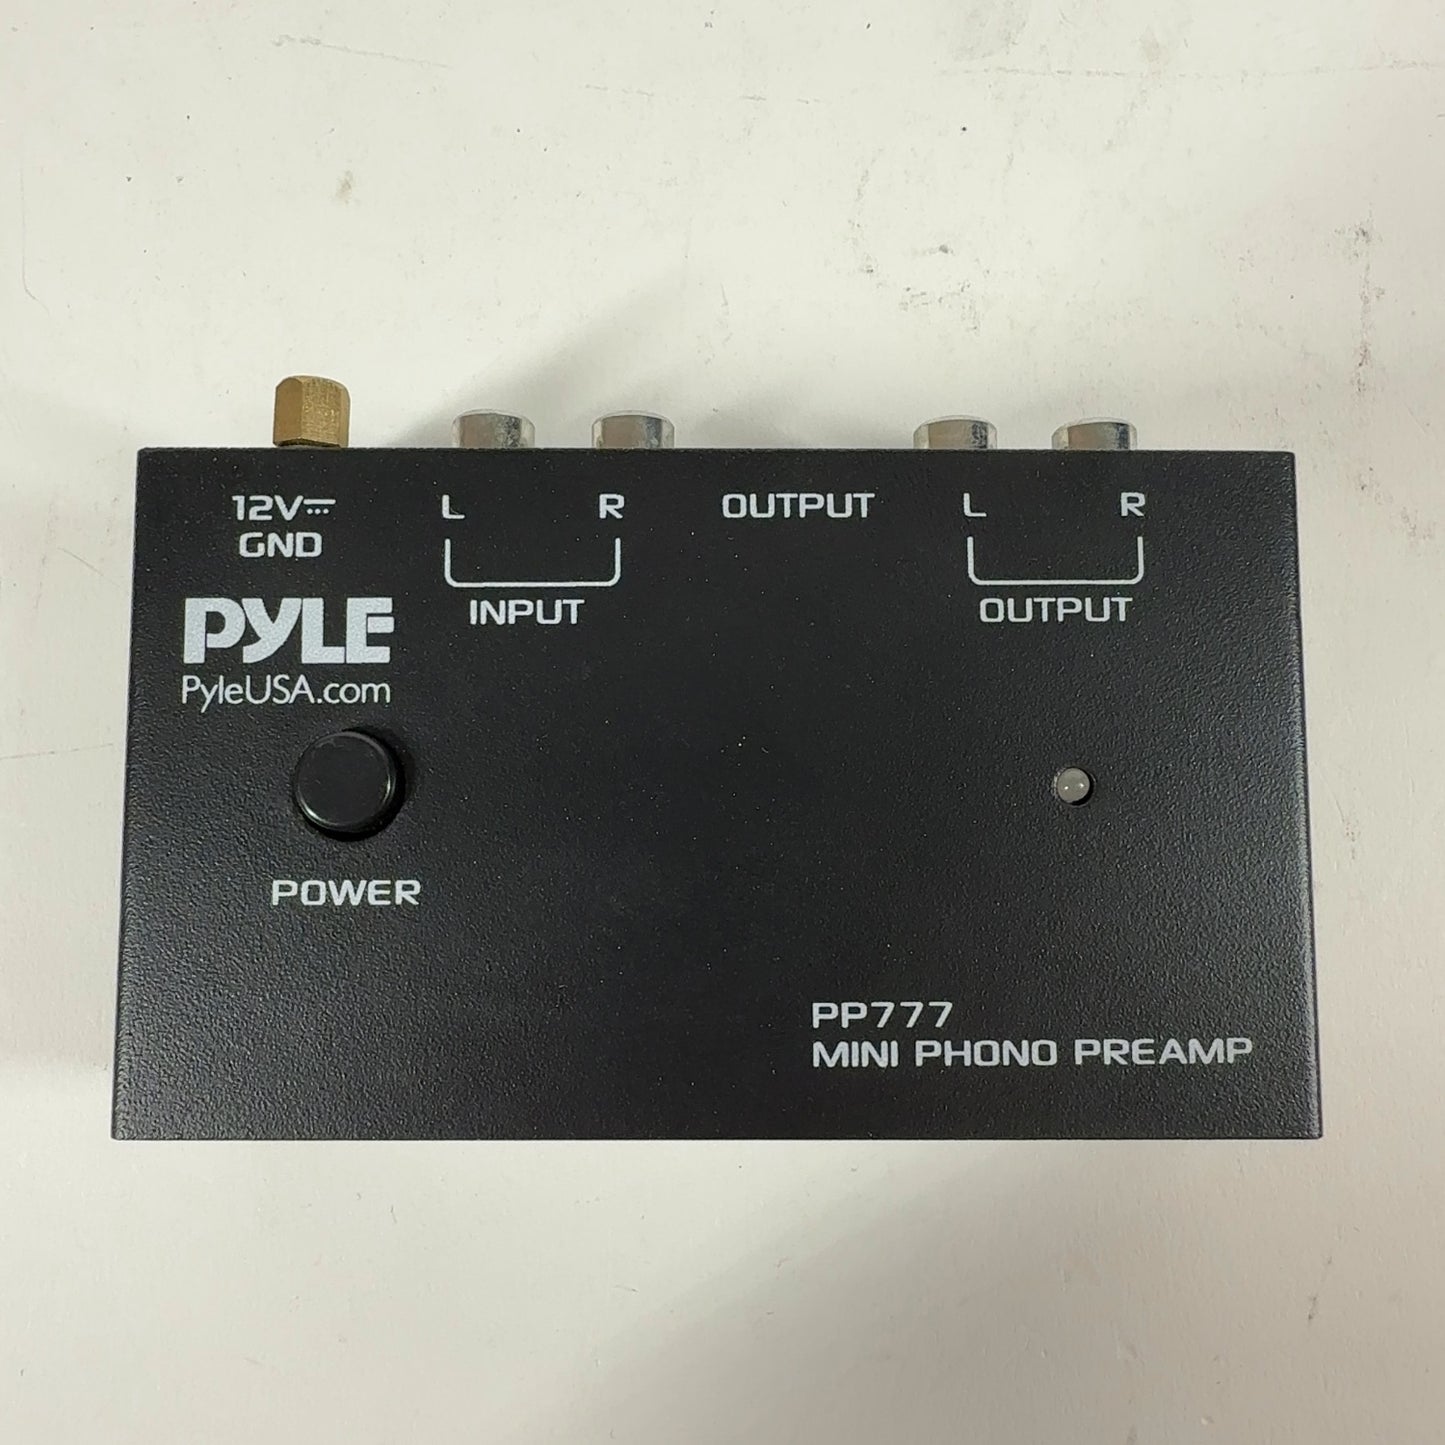 12V⎓ L R OUTPUT L R
GND
INPUT OUTPUT
PYLE
PyleUSA.com
POWER
PP777
MINI PHONO PREAMP